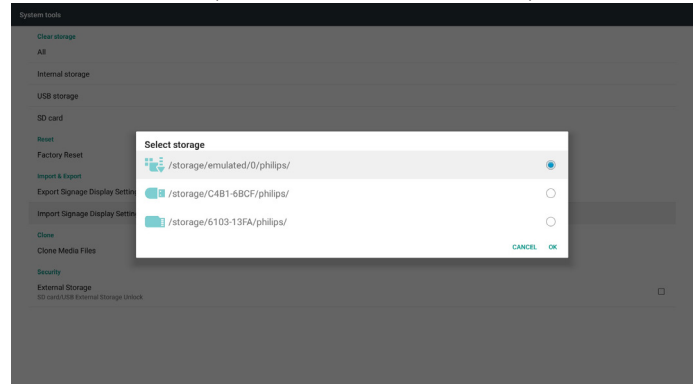 System tools
Clear storage
All
Internal storage
USB storage
SD card
Reset
Factory Reset
Import & Export
Export Signage Display Settin
Import Signage Display Settin
Clone
Clone Media Files
Security
External Storage
SD card/USB External Storage Unlock
Select storage
/storage/emulated/0/philips/
/storage/C4B1-6BCF/philips/
/storage/6103-13FA/philips/
CANCEL OK